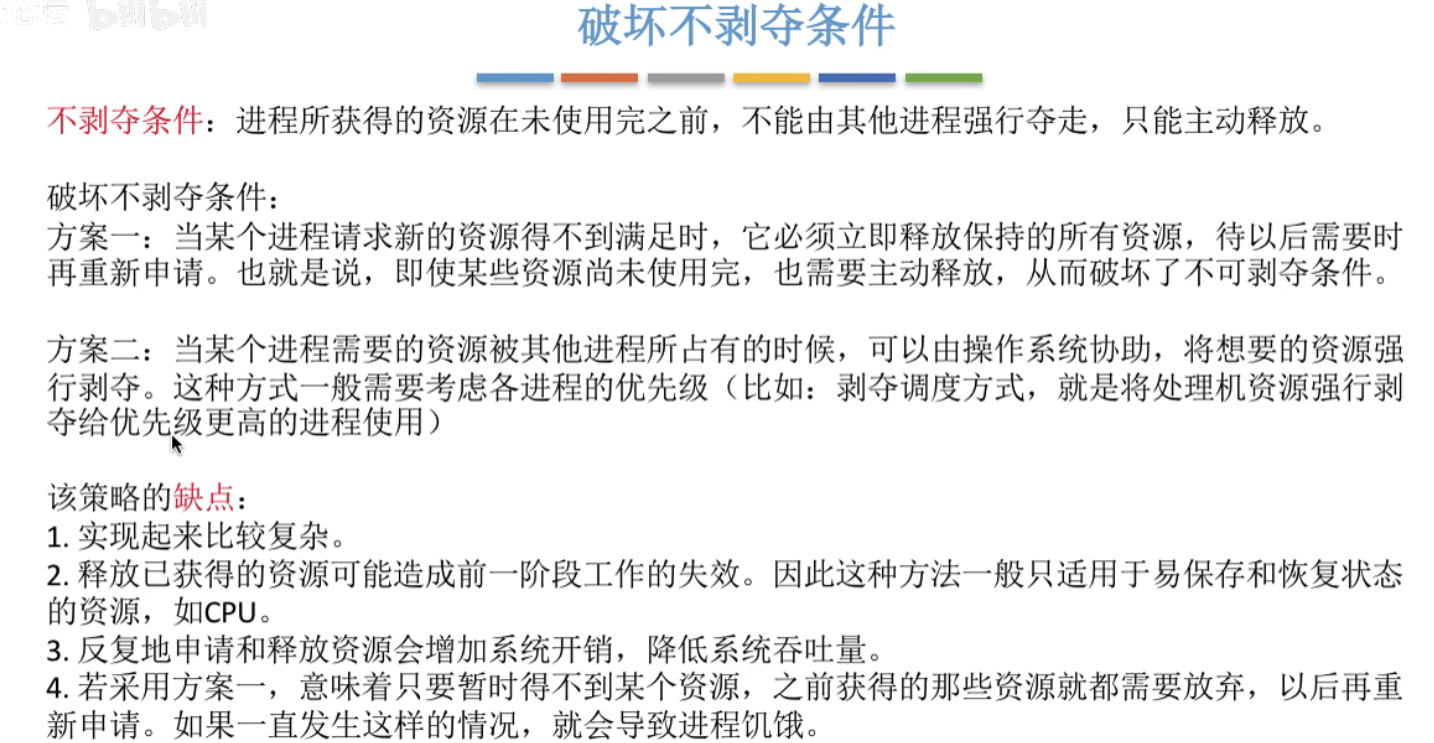 论坛 bilibili
破坏不剥夺条件
不剥夺条件：进程所获得的资源在未使用完之前，不能由其他进程强行夺走，只能主动释放。
破坏不剥夺条件：
方案一：当某个进程请求新的资源得不到满足时，它必须立即释放保持的所有资源，待以后需要时
再重新申请。也就是说，即使某些资源尚未使用完，也需要主动释放，从而破坏了不可剥夺条件。
方案二：当某个进程需要的资源被其他进程所占有的时候，可以由操作系统协助，将想要的资源强
行剥夺。这种方式一般需要考虑各进程的优先级（比如：剥夺调度方式，就是将处理机资源强行剥
夺给优先级更高的进程使用）
该策略的缺点：
1. 实现起来比较复杂。
2. 释放已获得的资源可能造成前一阶段工作的失效。因此这种方法一般只适用于易保存和恢复状态
的资源，如CPU。
3. 反复地申请和释放资源会增加系统开销，降低系统吞吐量。
4. 若采用方案一，意味着只要暂时得不到某个资源，之前获得的那些资源就都需要放弃，以后再重
新申请。如果一直发生这样的情况，就会导致进程饥饿。